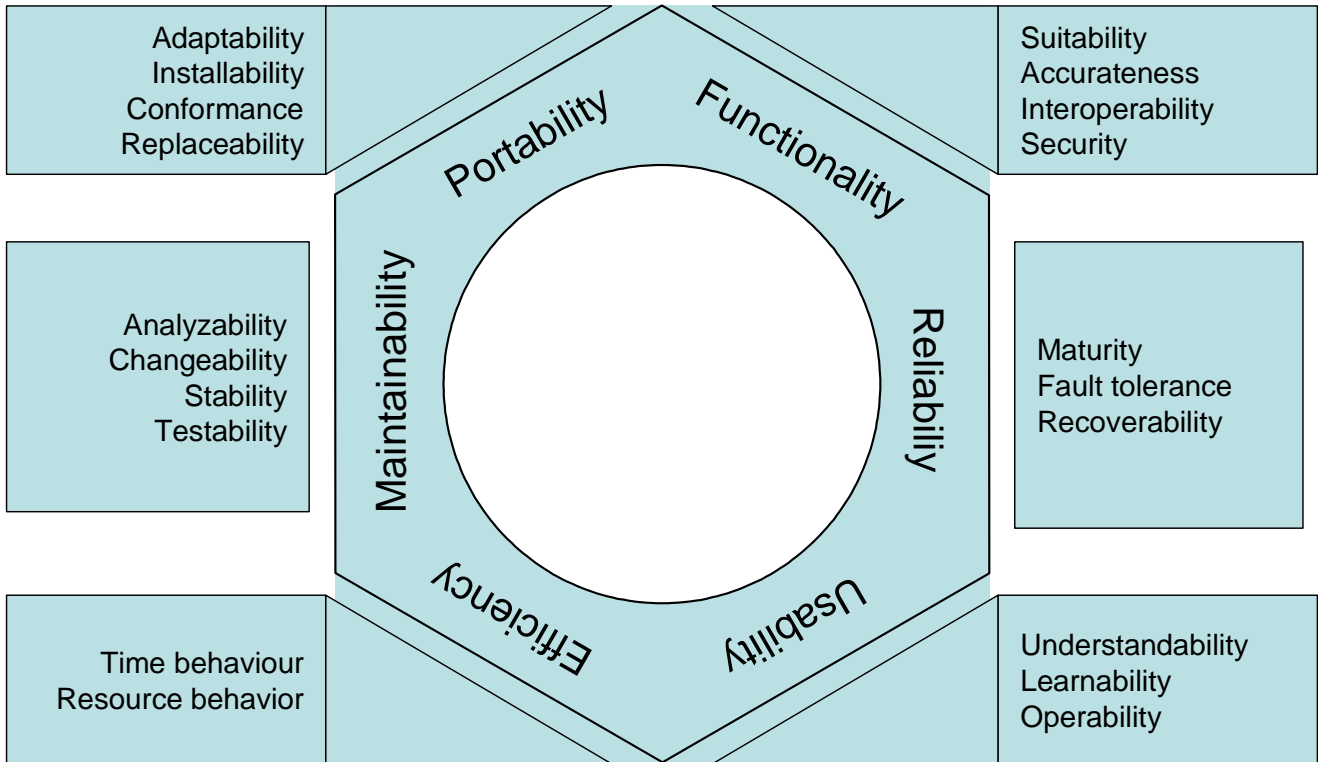 Adaptability
Installability
Conformance
Replaceability
Portability
Functionality
Suitability
Accurateness
Interoperability
Security
Analyzability
Changeability
Stability
Testability
Maintainability
Reliabiliy
Maturity
Fault tolerance
Recoverability
Time behaviour
Resource behavior
Efficiency
Usability
Understandability
Learnability
Operability